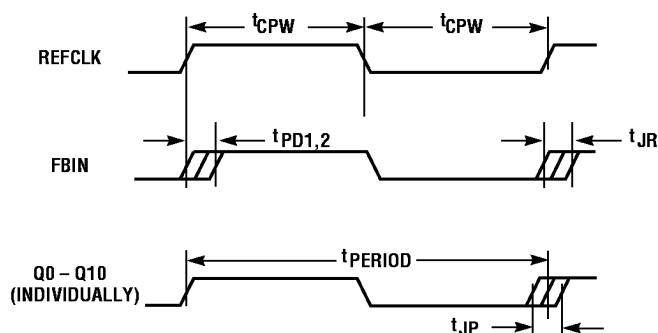 tCPW tCPW
REFCLK
tPD1,2 tJR
FBIN
tPERIOD
Q0 – Q10
(INDIVIDUALLY)
tJP